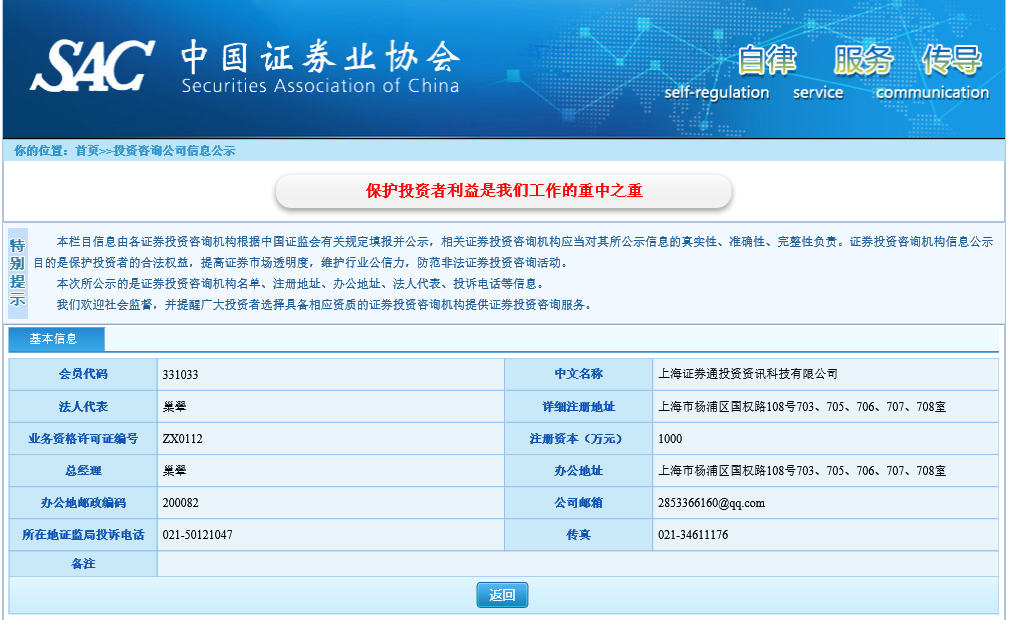 SAC 中国证券业协会
Securities Association of China
自律 服务 传导
self-regulation service communication
你的位置：首页>>投资咨询公司信息公示
保护投资者利益是我们工作的重中之重
特别提示
本栏目信息由各证券投资咨询机构根据中国证监会有关规定填报并公示，相关证券投资咨询机构应当对其所公示信息的真实性、准确性、完整性负责。证券投资咨询机构信息公示
目的是保护投资者的合法权益，提高证券市场透明度，维护行业公信力，防范非法证券投资咨询活动。
本次所公示的是证券投资咨询机构名单、注册地址、办公地址、法人代表、投诉电话等信息。
我们欢迎社会监督，并提醒广大投资者选择具备相应资质的证券投资咨询机构提供证券投资咨询服务。
基本信息
会员代码 331033 中文名称 上海证券通投资资讯科技有限公司
法人代表 巢翚 详细注册地址 上海市杨浦区国权路108号703、705、706、707、708室
业务资格许可证编号 ZX0112 注册资本（万元） 1000
总经理 巢翚 办公地址 上海市杨浦区国权路108号703、705、706、707、708室
办公地邮政编码 200082 公司邮箱 2853366160@qq.com
所在地证监局投诉电话 021-50121047 传真 021-34611176
备注
返回